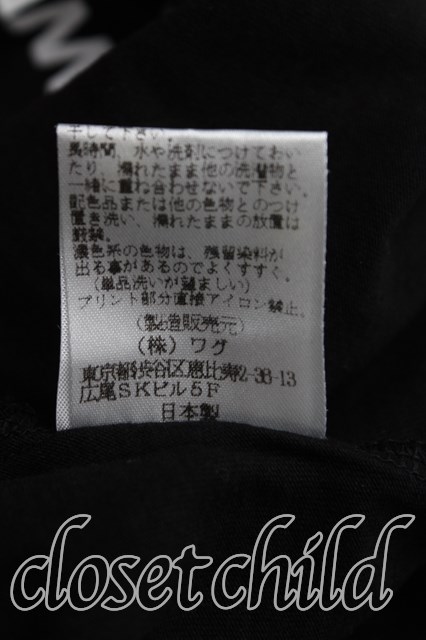 干して下さい。
長時間、水や洗剤につけておい
たり、濡れたまま他の洗濯物と
一緒に重ね合わせないで下さい。
配色品または他の色物とのつけ
置き洗い、濡れたままの放置は
厳禁。
濃色系の色物は、残留染料が
出る事があるのでよくすすぐ。
(単品洗いが望ましい)
プリント部分直接アイロン禁止。
(製造販売元)
(株)ワグ
東京都渋谷区恵比寿2-38-13
広尾SKビル5F
日本製
closetchild